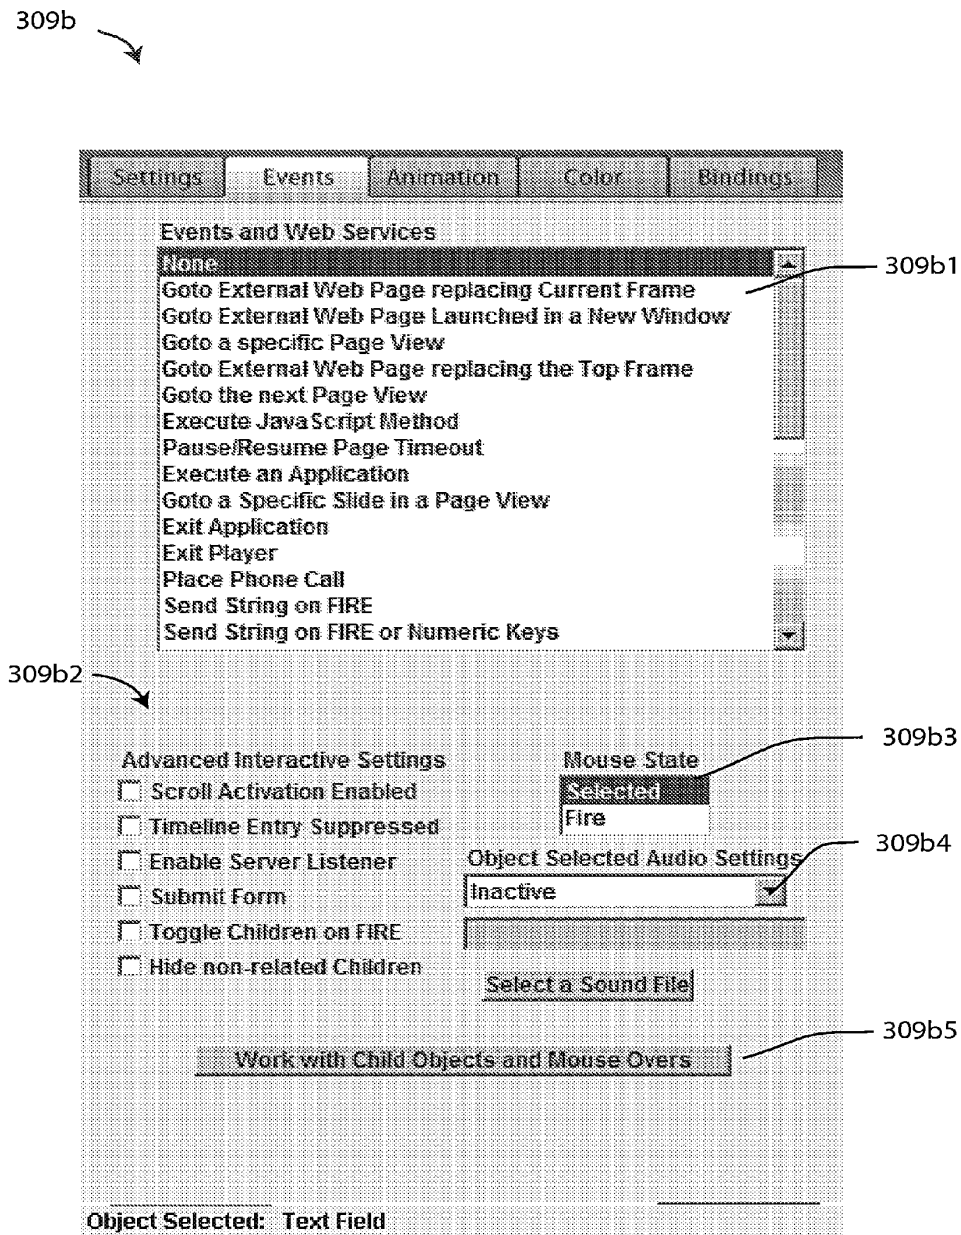 309b
Settings Events Animation Color Bindings
Events and Web Services
None
309b1
Goto External Web Page replacing Current Frame
Goto External Web Page Launched in a New Window
Goto a specific Page View
Goto External Web Page replacing the Top Frame
Goto the next Page View
Execute JavaScript Method
Pause/Resume Page Timeout
Execute an Application
Goto a Specific Slide in a Page View
Exit Application
Exit Player
Place Phone Call
Send String on FIRE
Send String on FIRE or Numeric Keys
309b2
309b3
Advanced Interactive Settings Mouse State
Scroll Activation Enabled Selected
Timeline Entry Suppressed Fire
309b4
Enable Server Listener Object Selected Audio Settings
Submit Form Inactive
Toggle Children on FIRE
Hide non-related Children
Select a Sound File
309b5
Work with Child Objects and Mouse Overs
Object Selected: Text Field